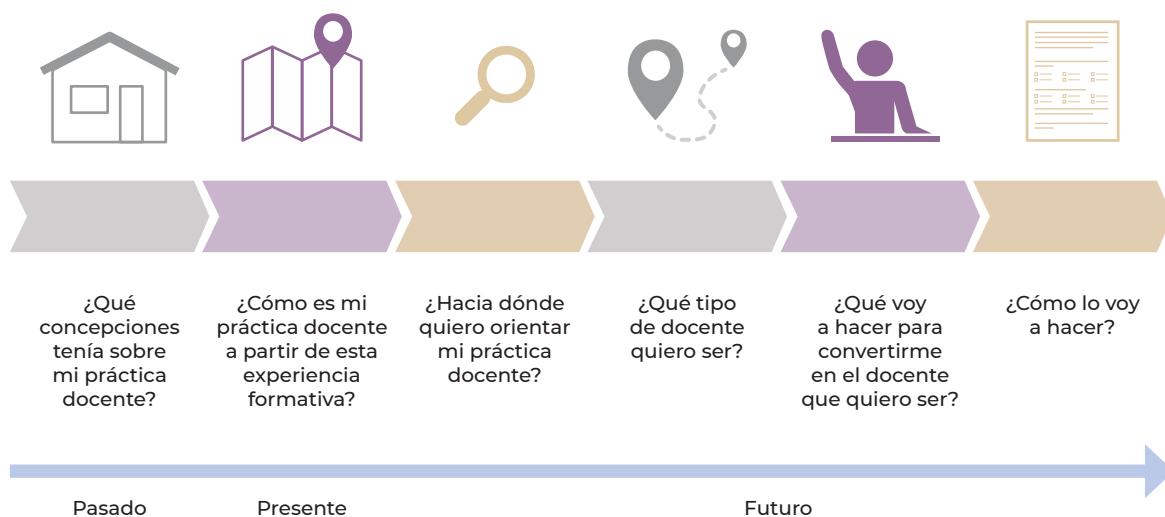 ¿Qué
concepciones
tenía sobre
mi práctica
docente?
¿Cómo es mi
práctica docente
a partir de esta
experiencia
formativa?
¿Hacia dónde
quiero orientar
mi práctica
docente?
¿Qué tipo
de docente
quiero ser?
¿Qué voy
a hacer para
convertirme
en el docente
que quiero ser?
¿Cómo lo voy
a hacer?
Pasado
Presente
Futuro